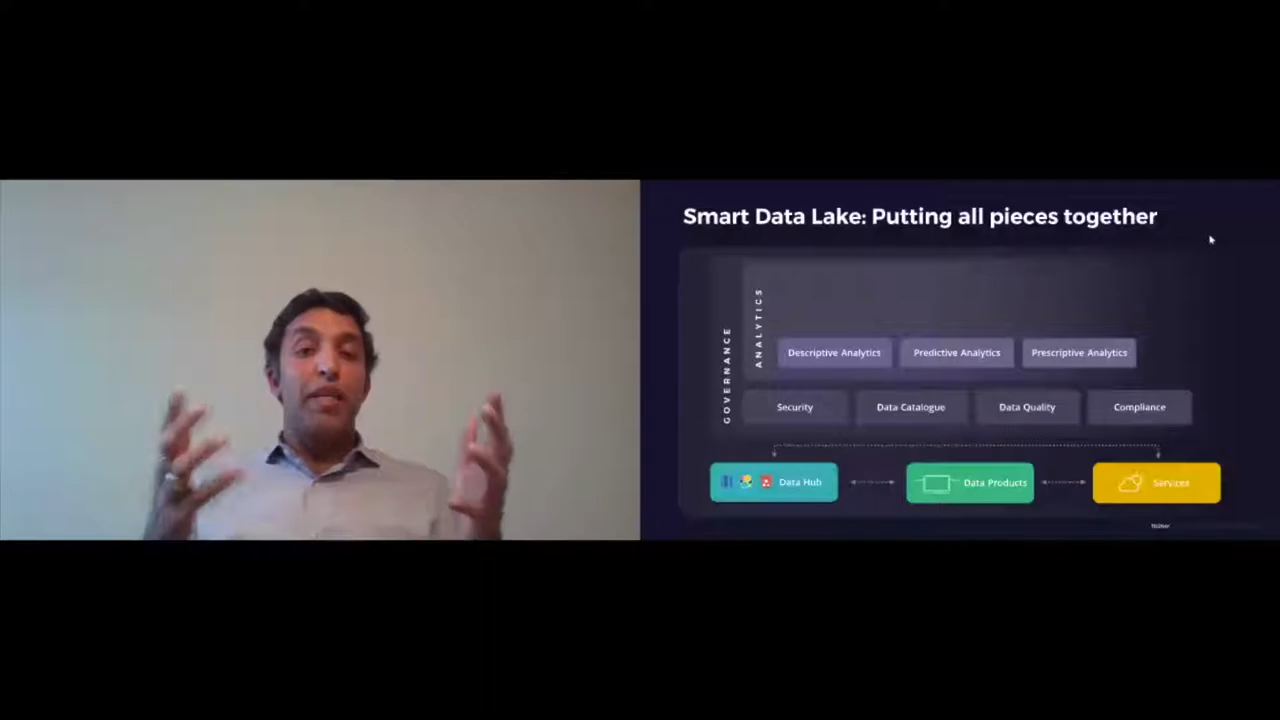 Smart Data Lake: Putting all pieces together
ANALYTICS
GOVERNANCE
Descriptive Analytics
Predictive Analytics
Prescriptive Analytics
Security
Data Catalogue
Data Quality
Compliance
Data Hub
Data Products
Services